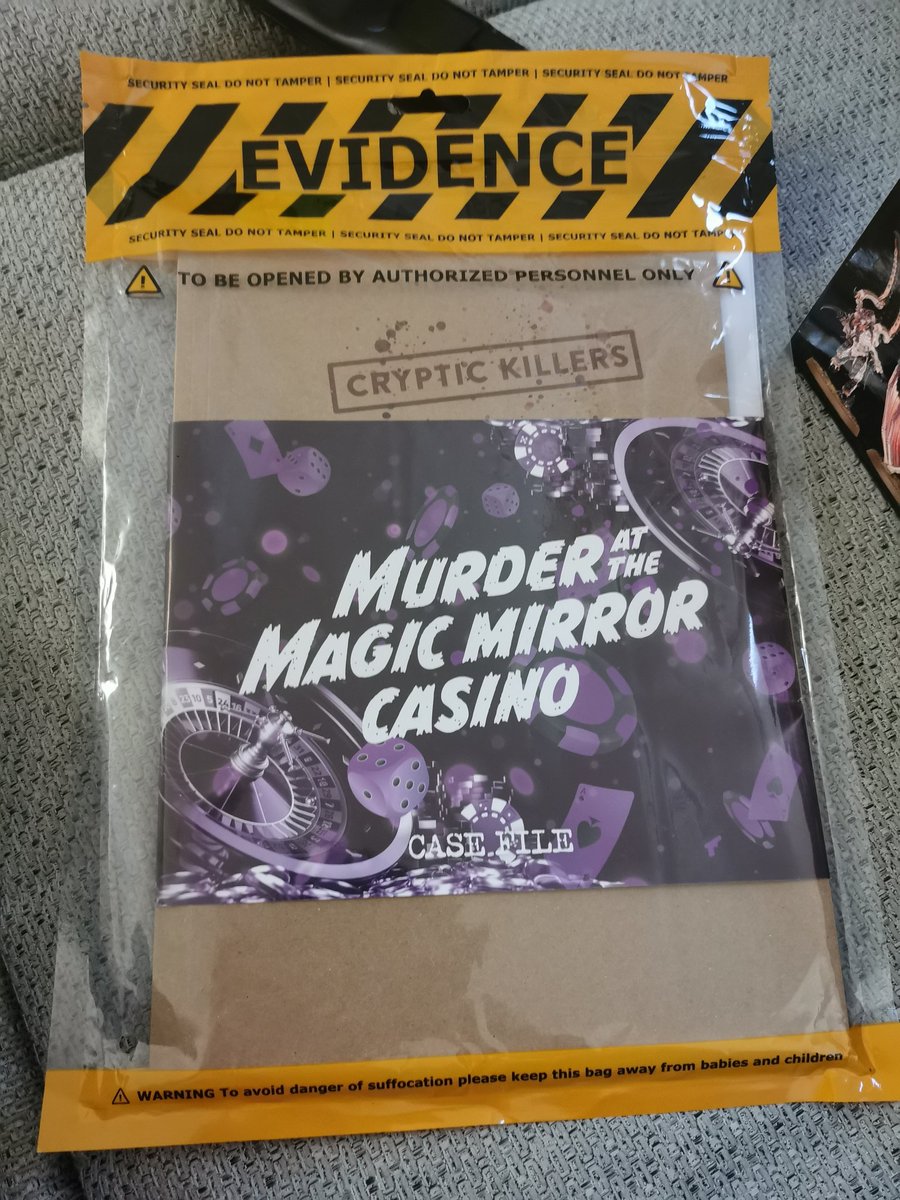 SECURITY SEAL DO NOT TAMPER | SECURITY SEAL DO NOT TAMPER | SECURITY SEAL DO NOT TAMPER
EVIDENCE
SECURITY SEAL DO NOT TAMPER | SECURITY SEAL DO NOT TAMPER | SECURITY SEAL DO NOT TAMPER
TO BE OPENED BY AUTHORIZED PERSONNEL ONLY
CRYPTIC KILLERS
MURDER AT THE
MAGIC MIRROR
CASINO
CASE FILE
WARNING To avoid danger of suffocation please keep this bag away from babies and children